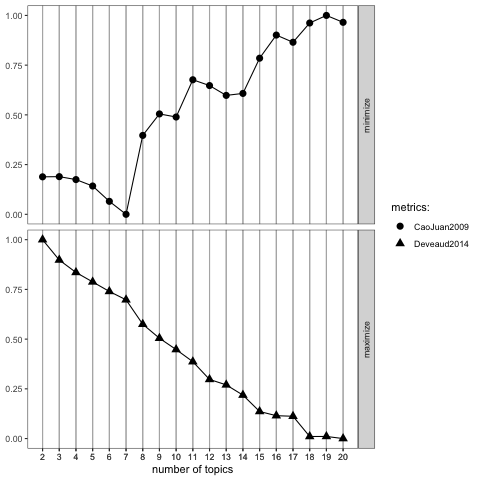 1.00
0.75
0.50
0.25
0.00
minimize
1.00
0.75
0.50
0.25
0.00
maximize
2 3 4 5 6 7 8 9 10 11 12 13 14 15 16 17 18 19 20
number of topics
metrics:
CaoJuan2009
Deveaud2014